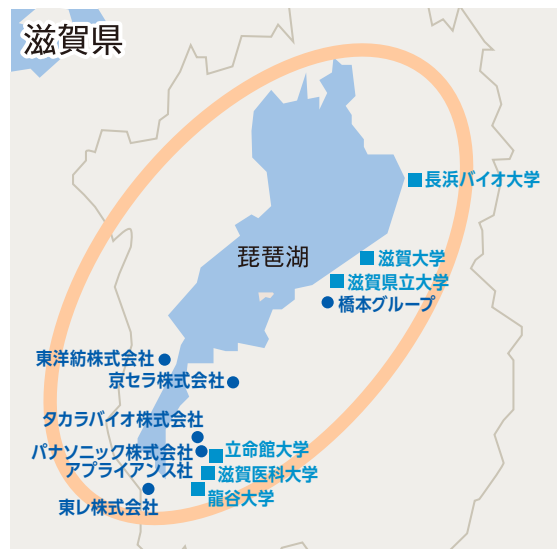 滋賀県
長浜バイオ大学
琵琶湖
滋賀大学
滋賀県立大学
橋本グループ
東洋紡株式会社
京セラ株式会社
タカラバイオ株式会社
パナソニック株式会社
アプライアンス社
立命館大学
滋賀医科大学
龍谷大学
東レ株式会社